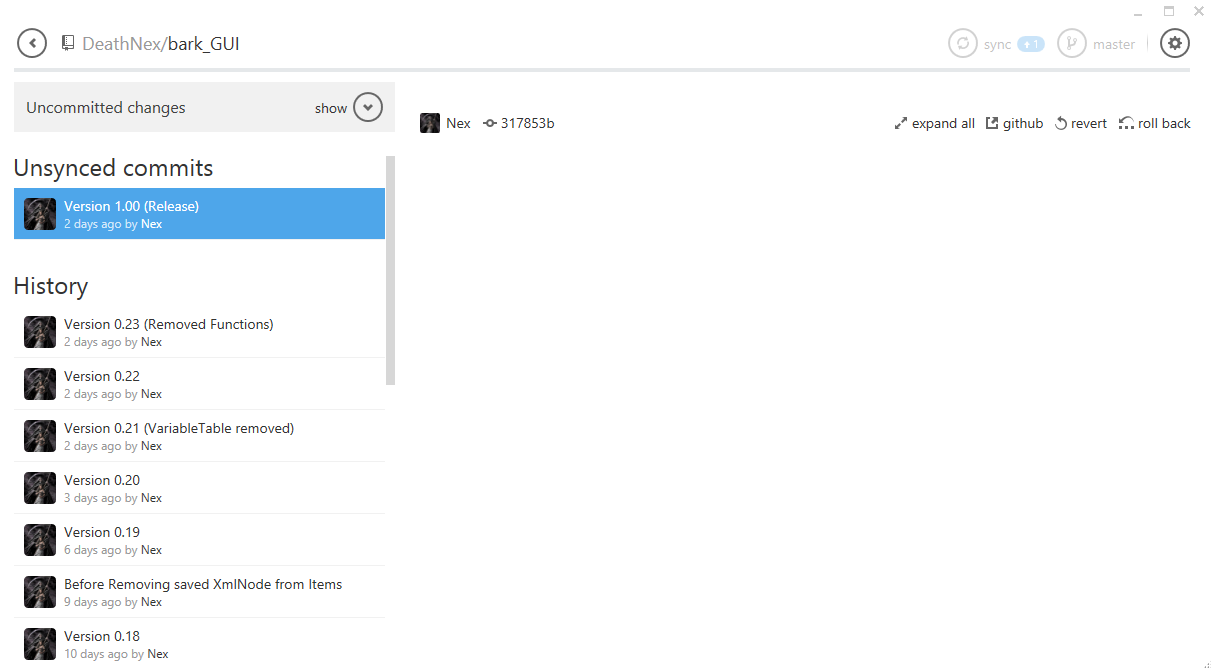 DeathNex/bark_GUI
sync 1 master
Uncommitted changes show
Nex 317853b expand all github revert roll back
Unsynced commits
Version 1.00 (Release)
2 days ago by Nex
History
Version 0.23 (Removed Functions)
2 days ago by Nex
Version 0.22
2 days ago by Nex
Version 0.21 (VariableTable removed)
2 days ago by Nex
Version 0.20
3 days ago by Nex
Version 0.19
6 days ago by Nex
Before Removing saved XmlNode from Items
9 days ago by Nex
Version 0.18
10 days ago by Nex